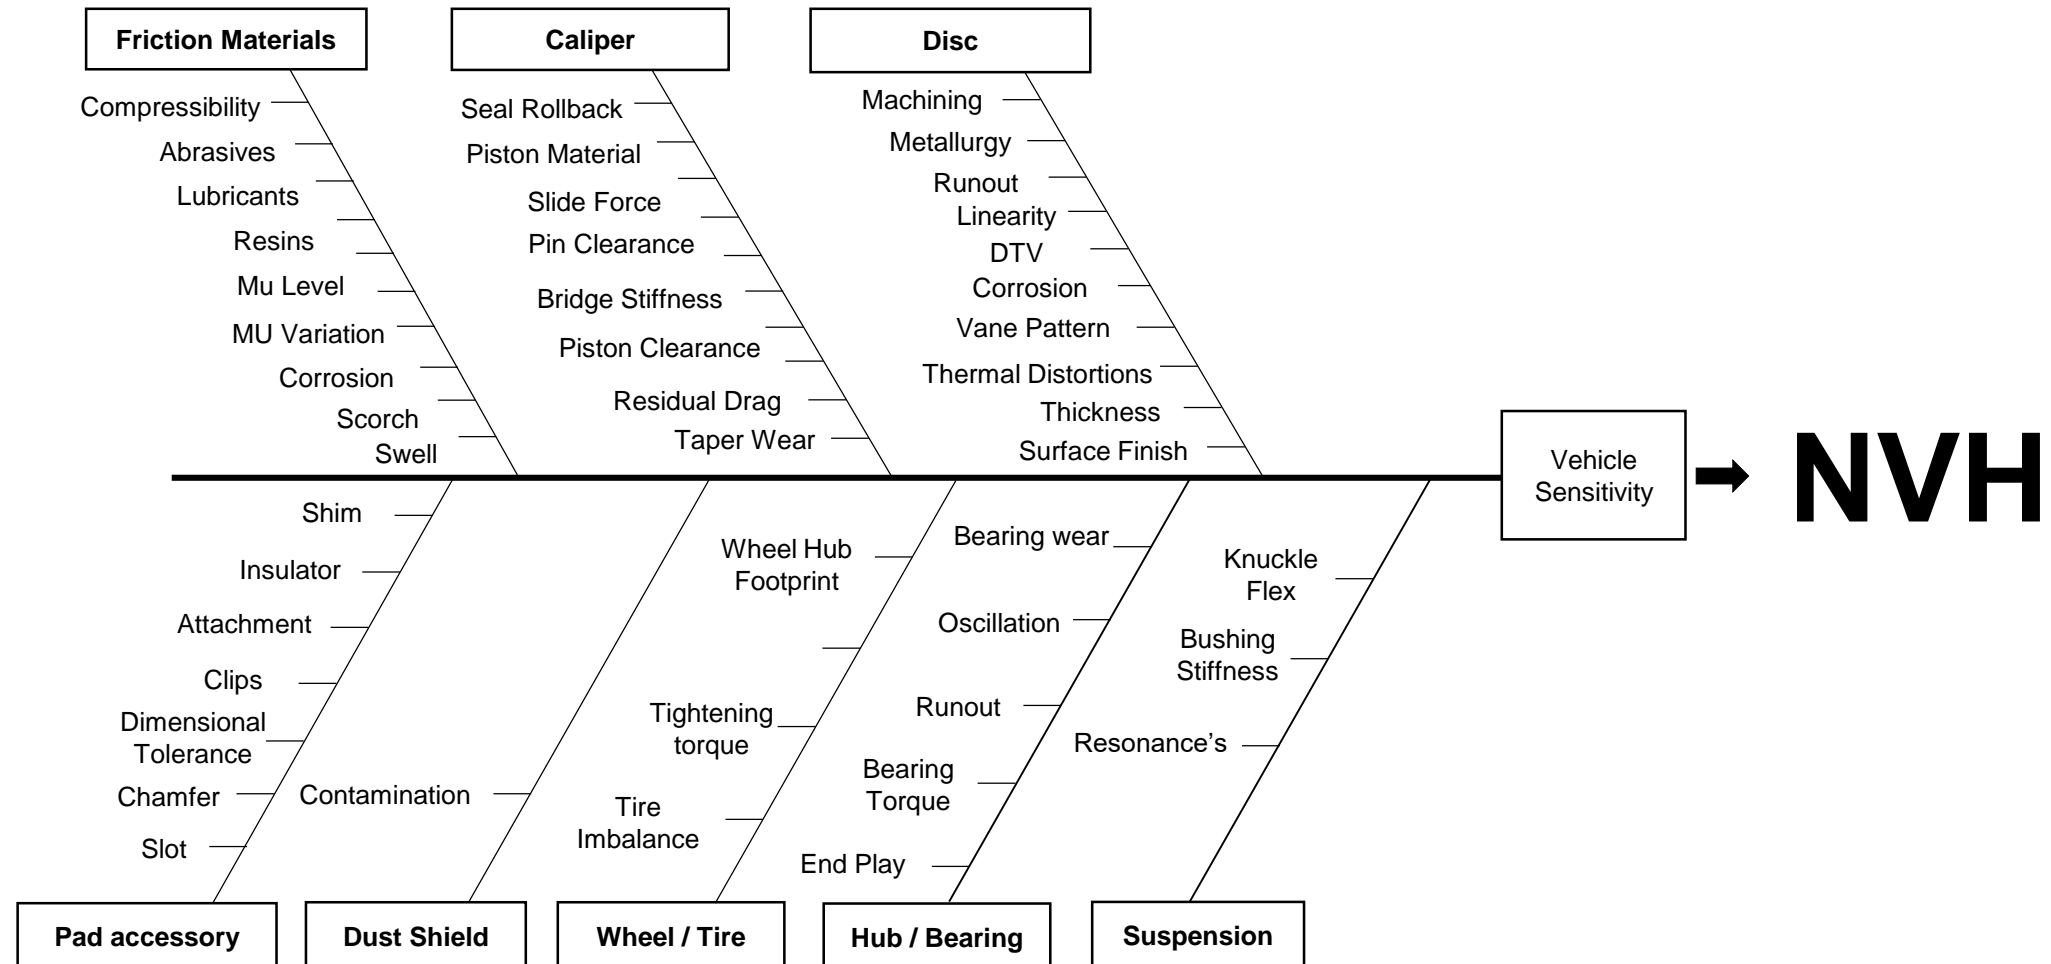 Friction Materials
Caliper
Disc
Compressibility
Abrasives
Lubricants
Resins
Mu Level
MU Variation
Corrosion
Scorch
Swell
Seal Rollback
Piston Material
Slide Force
Pin Clearance
Bridge Stiffness
Piston Clearance
Residual Drag
Taper Wear
Machining
Metallurgy
Runout
Linearity
DTV
Corrosion
Vane Pattern
Thermal Distortions
Thickness
Surface Finish
Vehicle
Sensitivity
NVH
Shim
Insulator
Attachment
Clips
Dimensional
Tolerance
Chamfer
Slot
Contamination
Wheel Hub
Footprint
Tightening
torque
Tire
Imbalance
Bearing wear
Oscillation
Runout
Bearing
Torque
End Play
Knuckle
Flex
Bushing
Stiffness
Resonance’s
Pad accessory
Dust Shield
Wheel / Tire
Hub / Bearing
Suspension